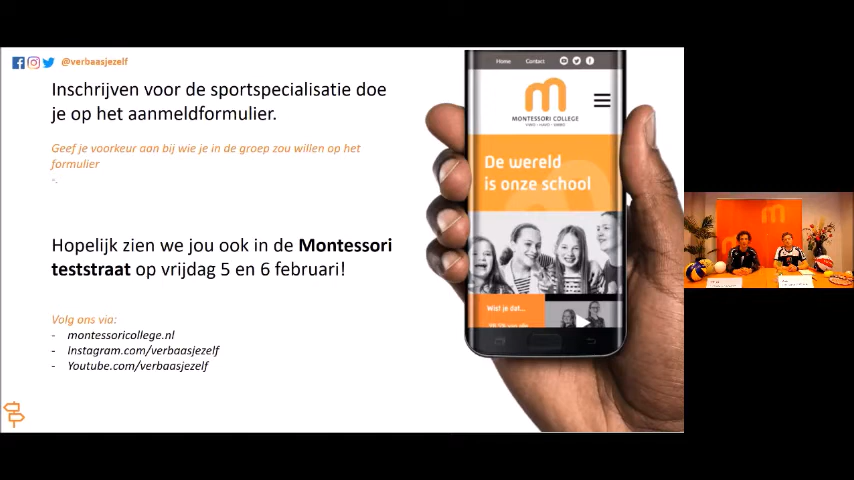 @verbaasjezelf
Inschrijven voor de sportspecialisatie doe
je op het aanmeldformulier.
Geef je voorkeur aan bij wie je in de groep zou willen op het
formulier
-.
Hopelijk zien we jou ook in de Montessori
teststraat op vrijdag 5 en 6 februari!
Volg ons via:
- montessoricollege.nl
- Instagram.com/verbaasjezelf
- Youtube.com/verbaasjezelf
Home Contact
m
MONTESSORI COLLEGE
De wereld
is onze school
Wist je dat...
m